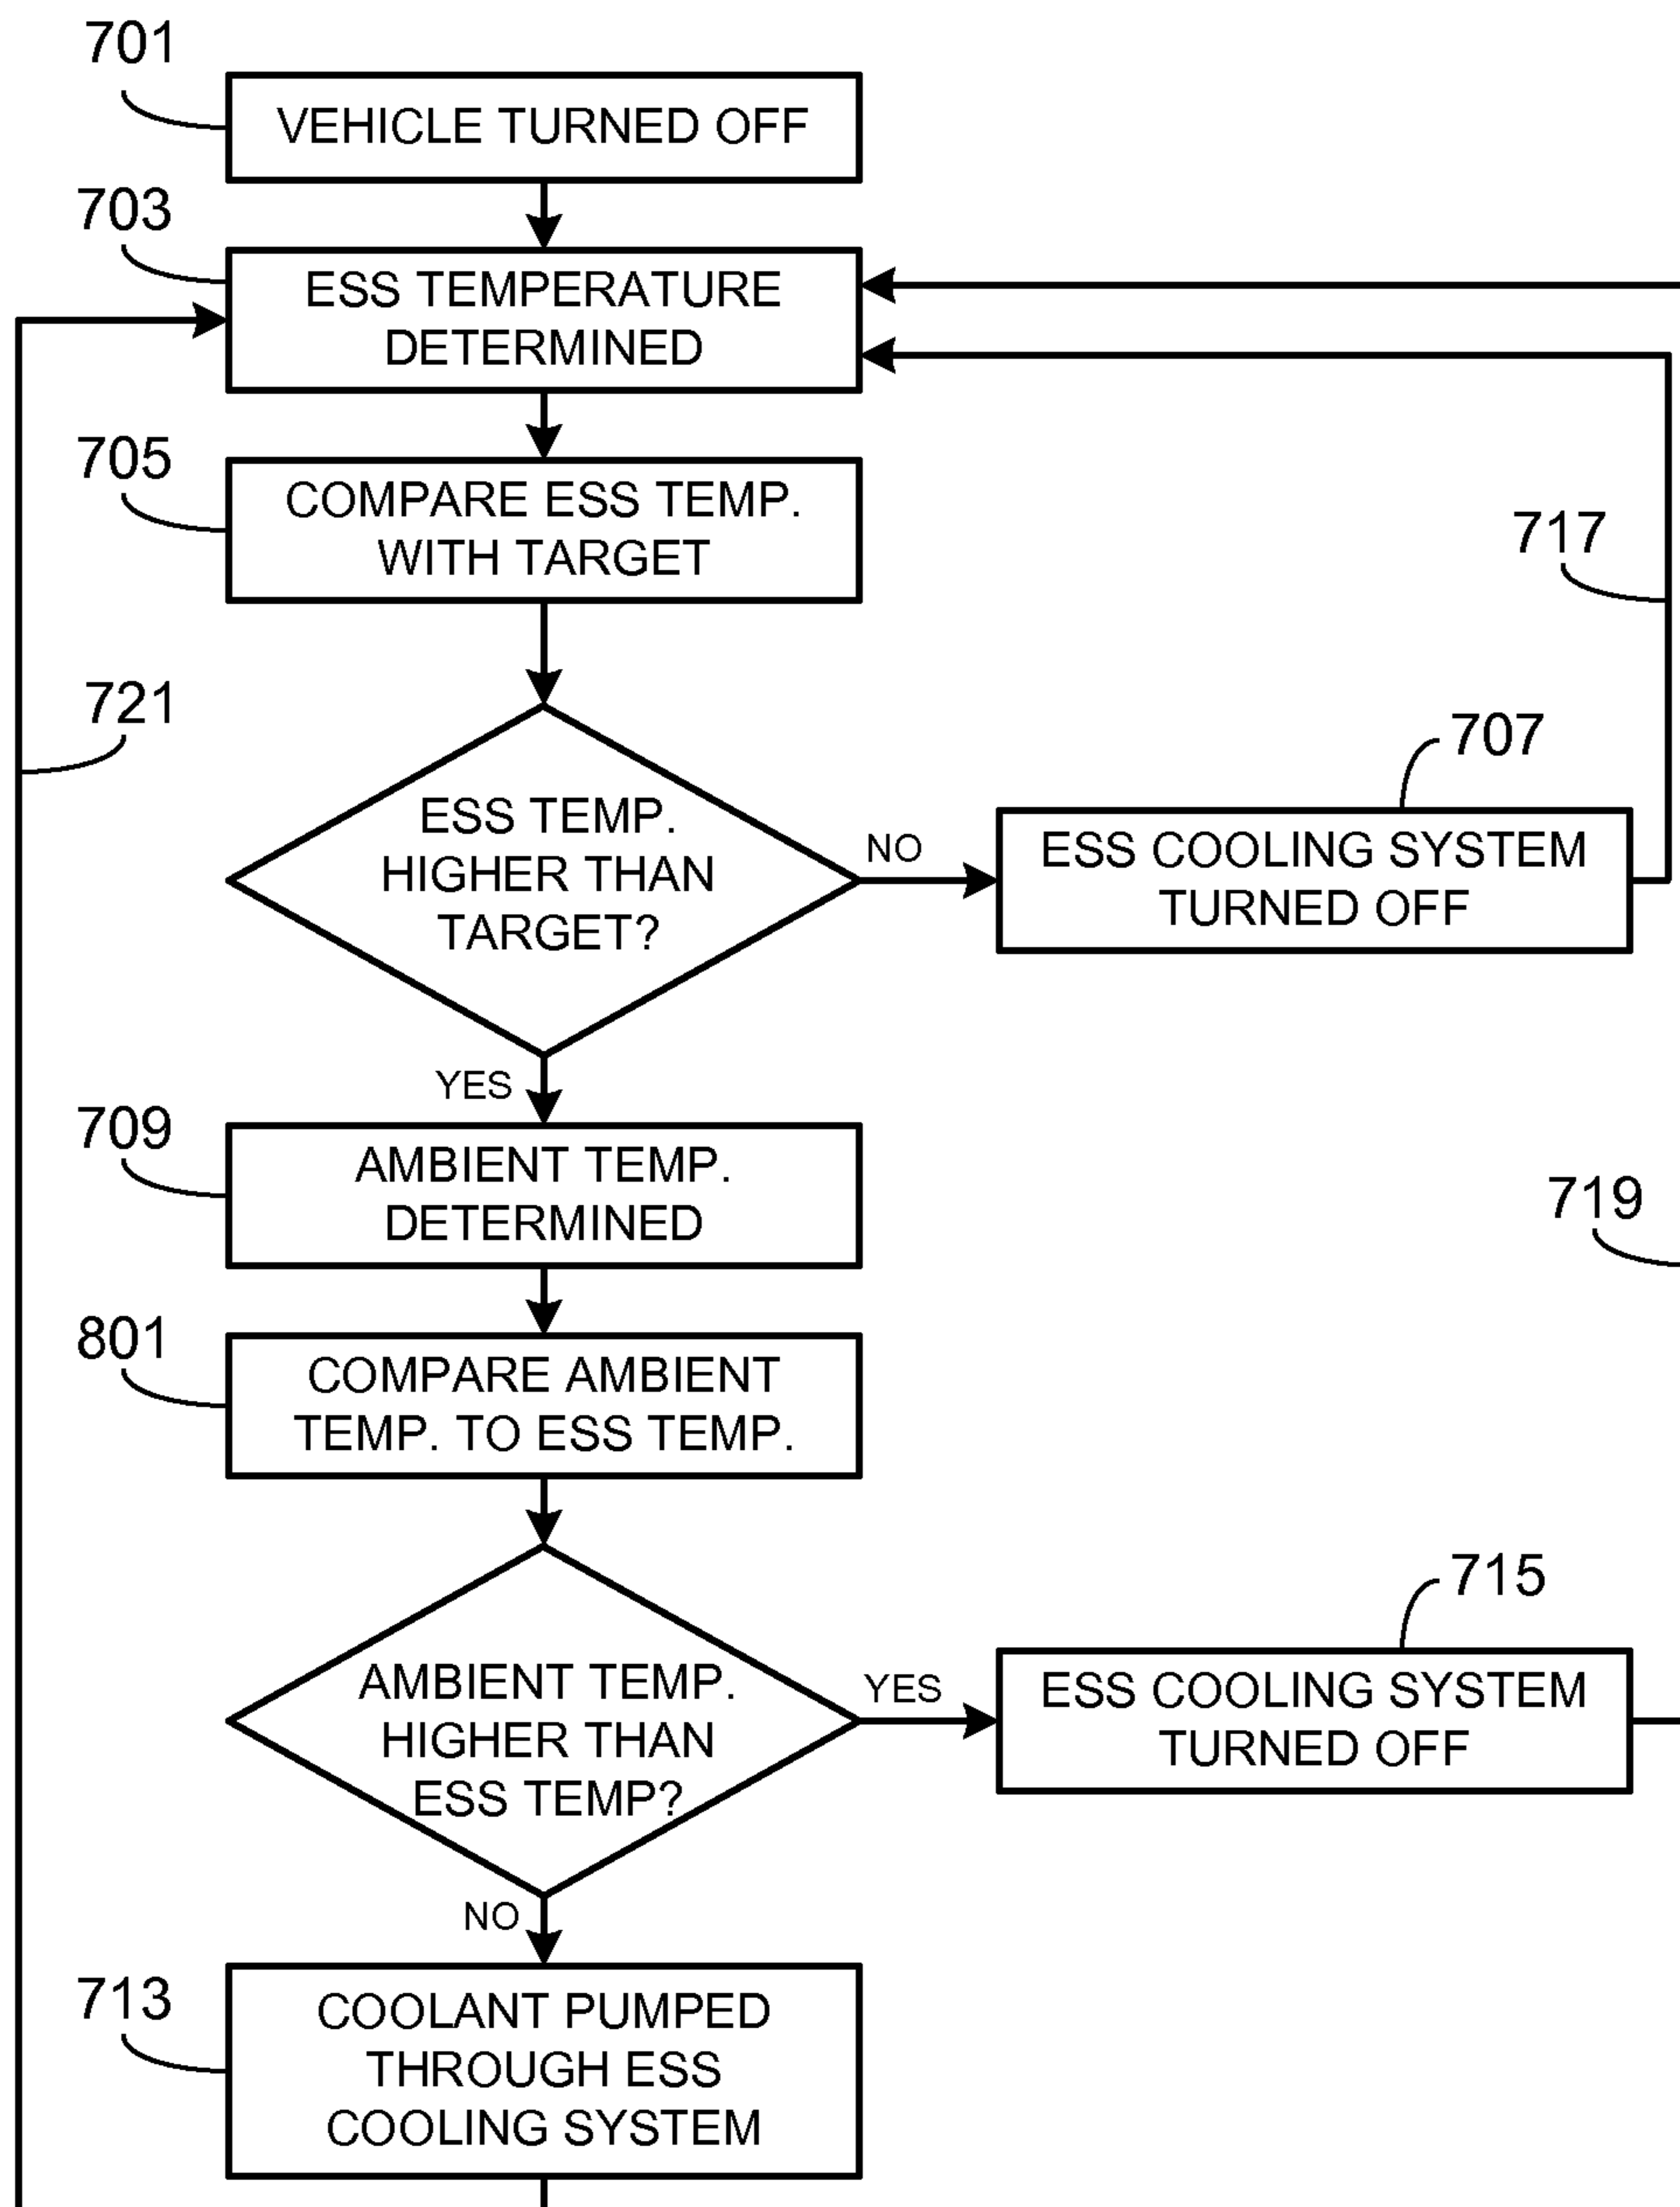 701
VEHICLE TURNED OFF
703
ESS TEMPERATURE
DETERMINED
705
COMPARE ESS TEMP.
WITH TARGET
717
721
707
ESS TEMP.
HIGHER THAN
TARGET?
NO
ESS COOLING SYSTEM
TURNED OFF
YES
709
AMBIENT TEMP.
DETERMINED
719
801
COMPARE AMBIENT
TEMP. TO ESS TEMP.
715
AMBIENT TEMP.
HIGHER THAN
ESS TEMP?
YES
ESS COOLING SYSTEM
TURNED OFF
NO
713
COOLANT PUMPED
THROUGH ESS
COOLING SYSTEM